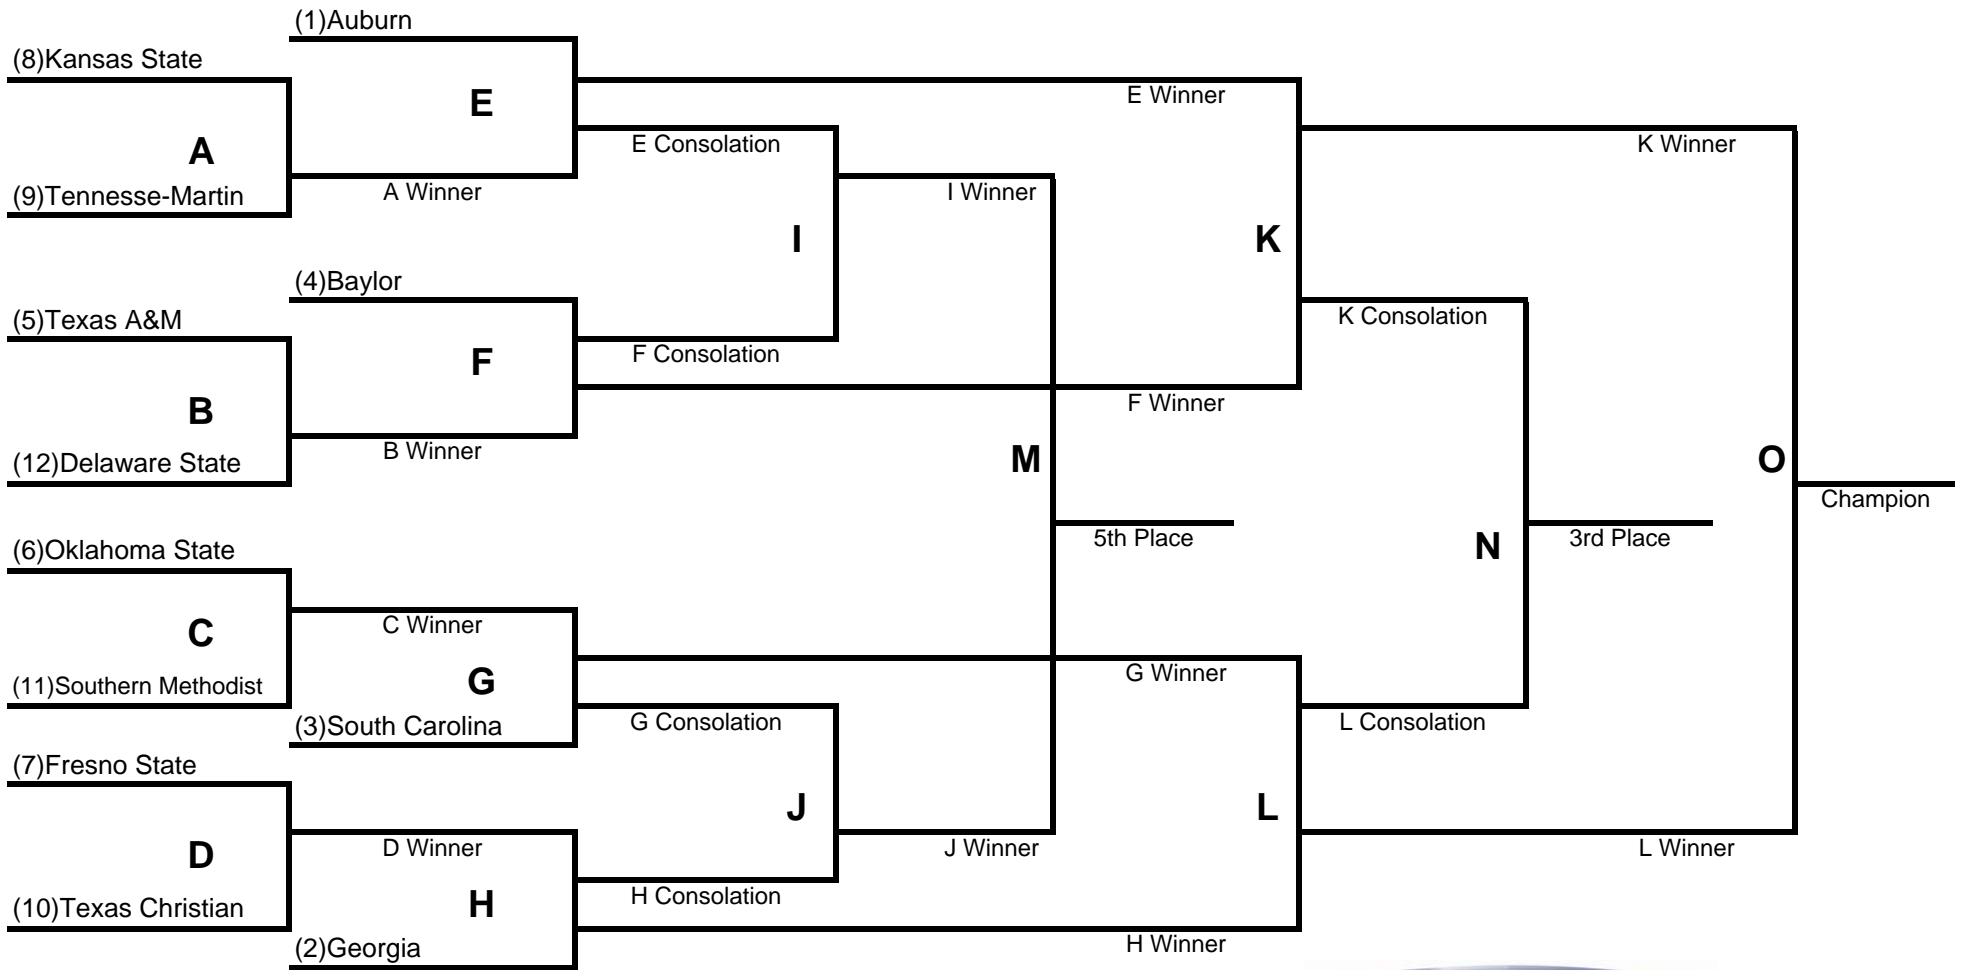 (1)Auburn
(8)Kansas State
E
E Winner
A
E Consolation
K Winner
(9)Tennesse-Martin
A Winner
I Winner
I
K
(4)Baylor
(5)Texas A&M
K Consolation
F
F Consolation
B
F Winner
B Winner
(12)Delaware State
M
O
Champion
(6)Oklahoma State
5th Place
N
3rd Place
C
C Winner
(11)Southern Methodist
G
G Winner
(3)South Carolina
G Consolation
L Consolation
(7)Fresno State
J
L
D
D Winner
J Winner
L Winner
(10)Texas Christian
H
H Consolation
(2)Georgia
H Winner